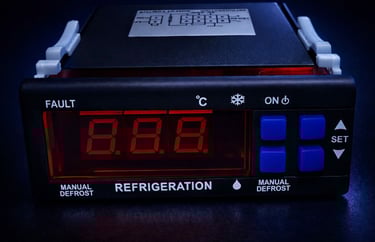 FAULT
°C
ON
8.8.8.
SET
MANUAL
DEFROST
REFRIGERATION
MANUAL
DEFROST